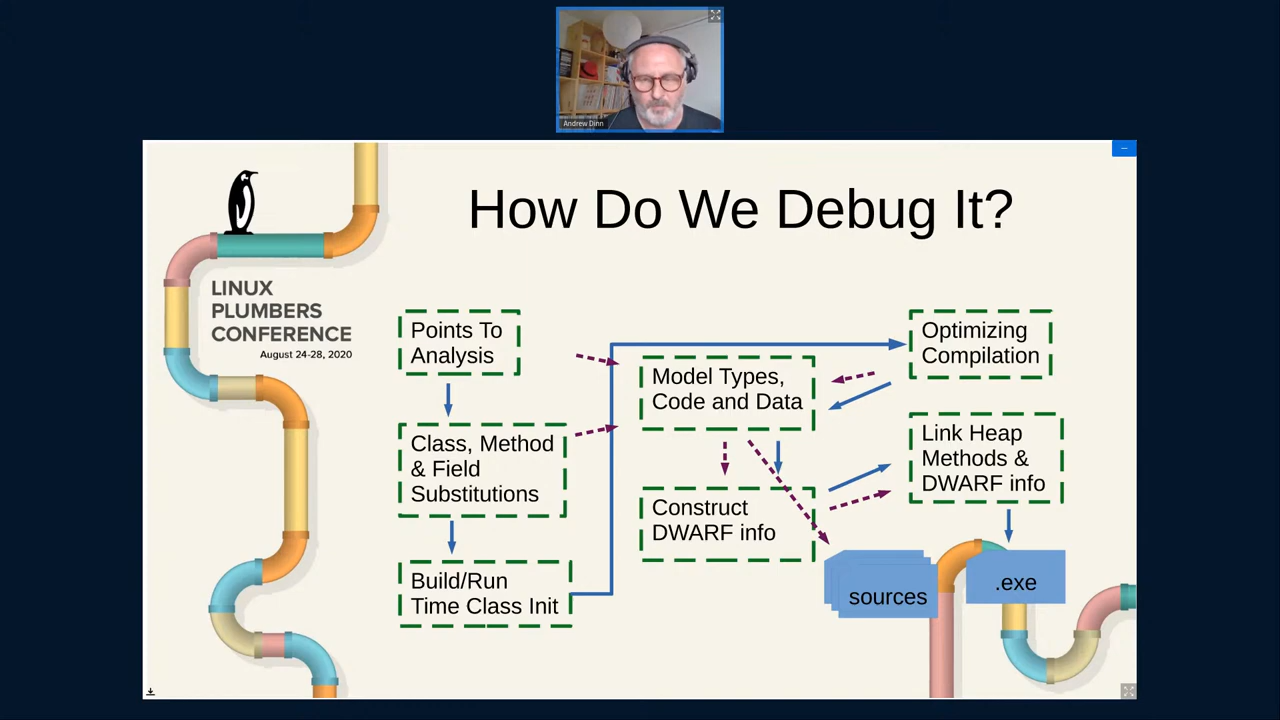 Andrew Dinn
How Do We Debug It?
LINUX
PLUMBERS
CONFERENCE
August 24-28, 2020
Points To
Analysis
Class, Method
& Field
Substitutions
Build/Run
Time Class Init
Model Types,
Code and Data
Construct
DWARF info
Optimizing
Compilation
Link Heap
Methods &
DWARF info
sources
.exe